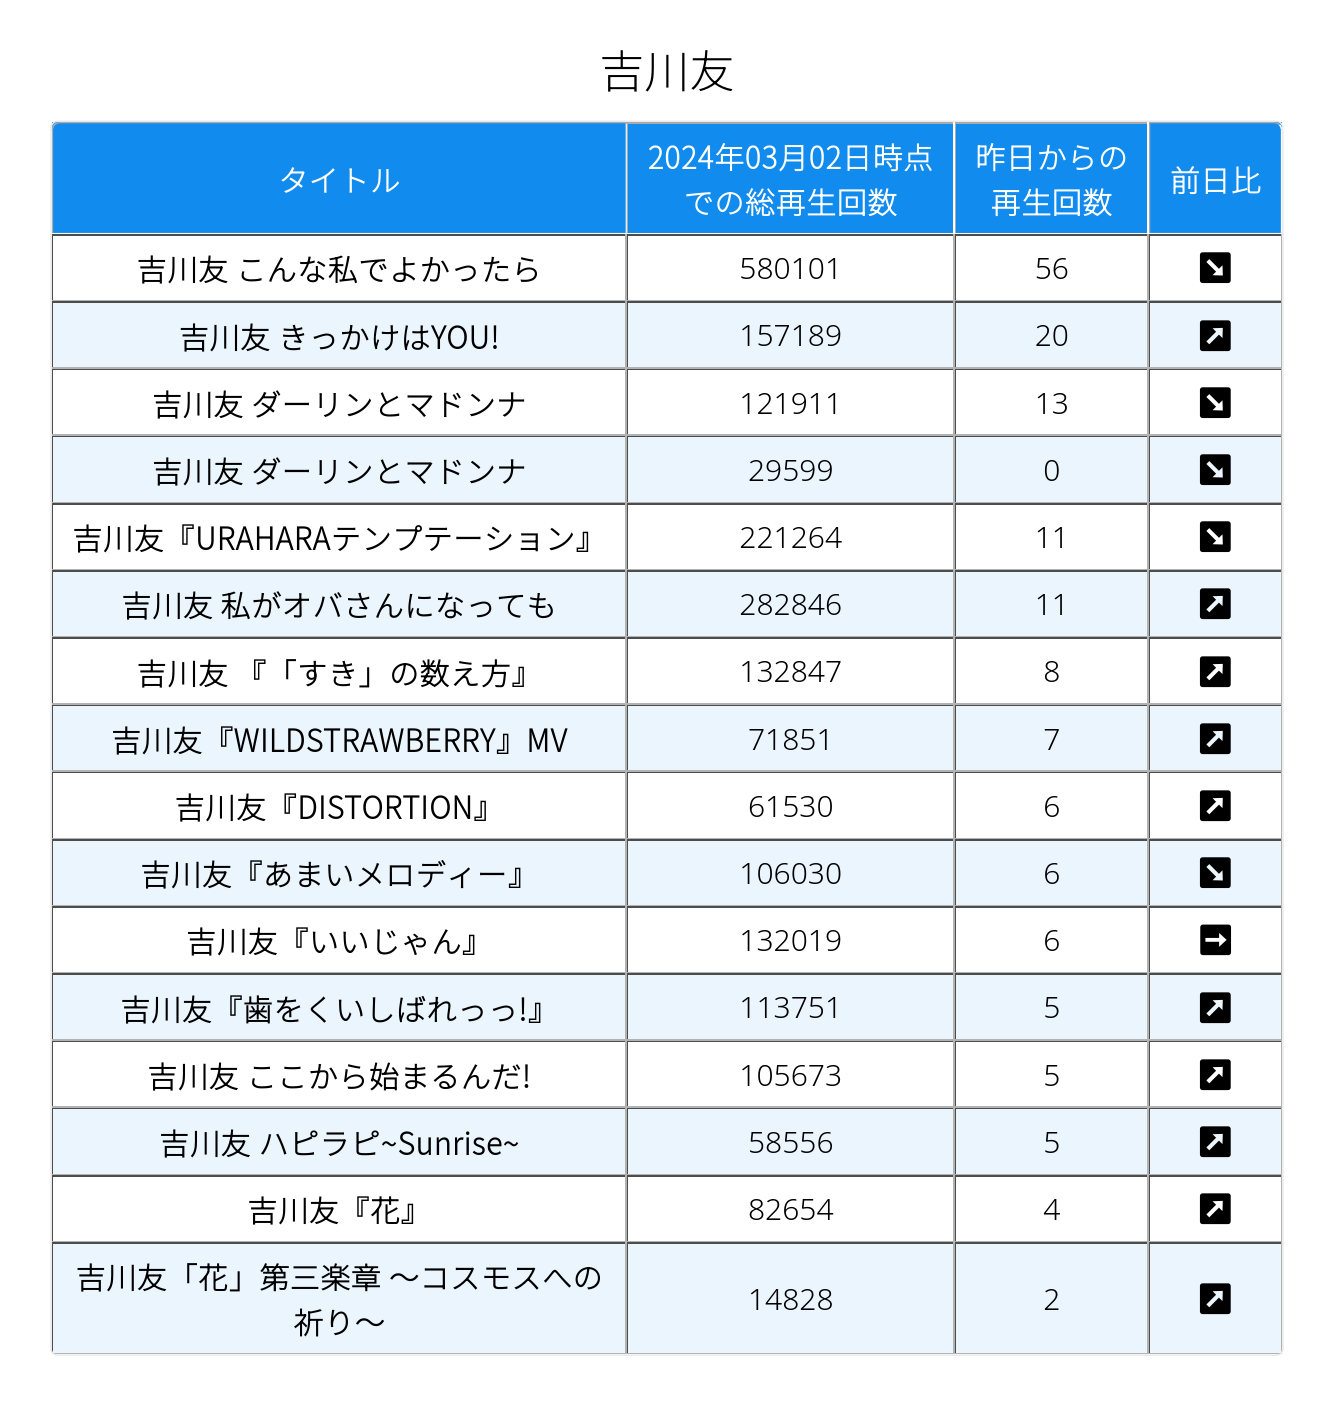 吉川友
タイトル
2024年03月02日時点
での総再生回数
昨日からの
再生回数
前日比
吉川友 こんな私でよかったら 580101 56
吉川友 きっかけはYOU! 157189 20
吉川友 ダーリンとマドンナ 121911 13
吉川友 ダーリンとマドンナ 29599 0
吉川友『URAHARAテンプテーション』 221264 11
吉川友 私がオバさんになっても 282846 11
吉川友 『「すき」の数え方』 132847 8
吉川友『WILDSTRAWBERRY』MV 71851 7
吉川友『DISTORTION』 61530 6
吉川友『あまいメロディー』 106030 6
吉川友『いいじゃん』 132019 6
吉川友『歯をくいしばれっっ!』 113751 5
吉川友 ここから始まるんだ! 105673 5
吉川友 ハピラピ~Sunrise~ 58556 5
吉川友『花』 82654 4
吉川友「花」第三楽章 ～コスモスへの
祈り～ 14828 2